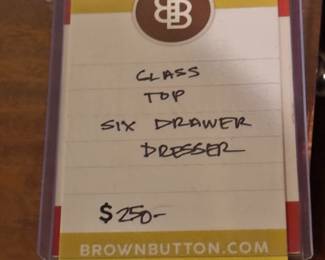 BB
GLASS
TOP
SIX DRAWER
DRESSER
$250-
BROWNBUTTON.COM